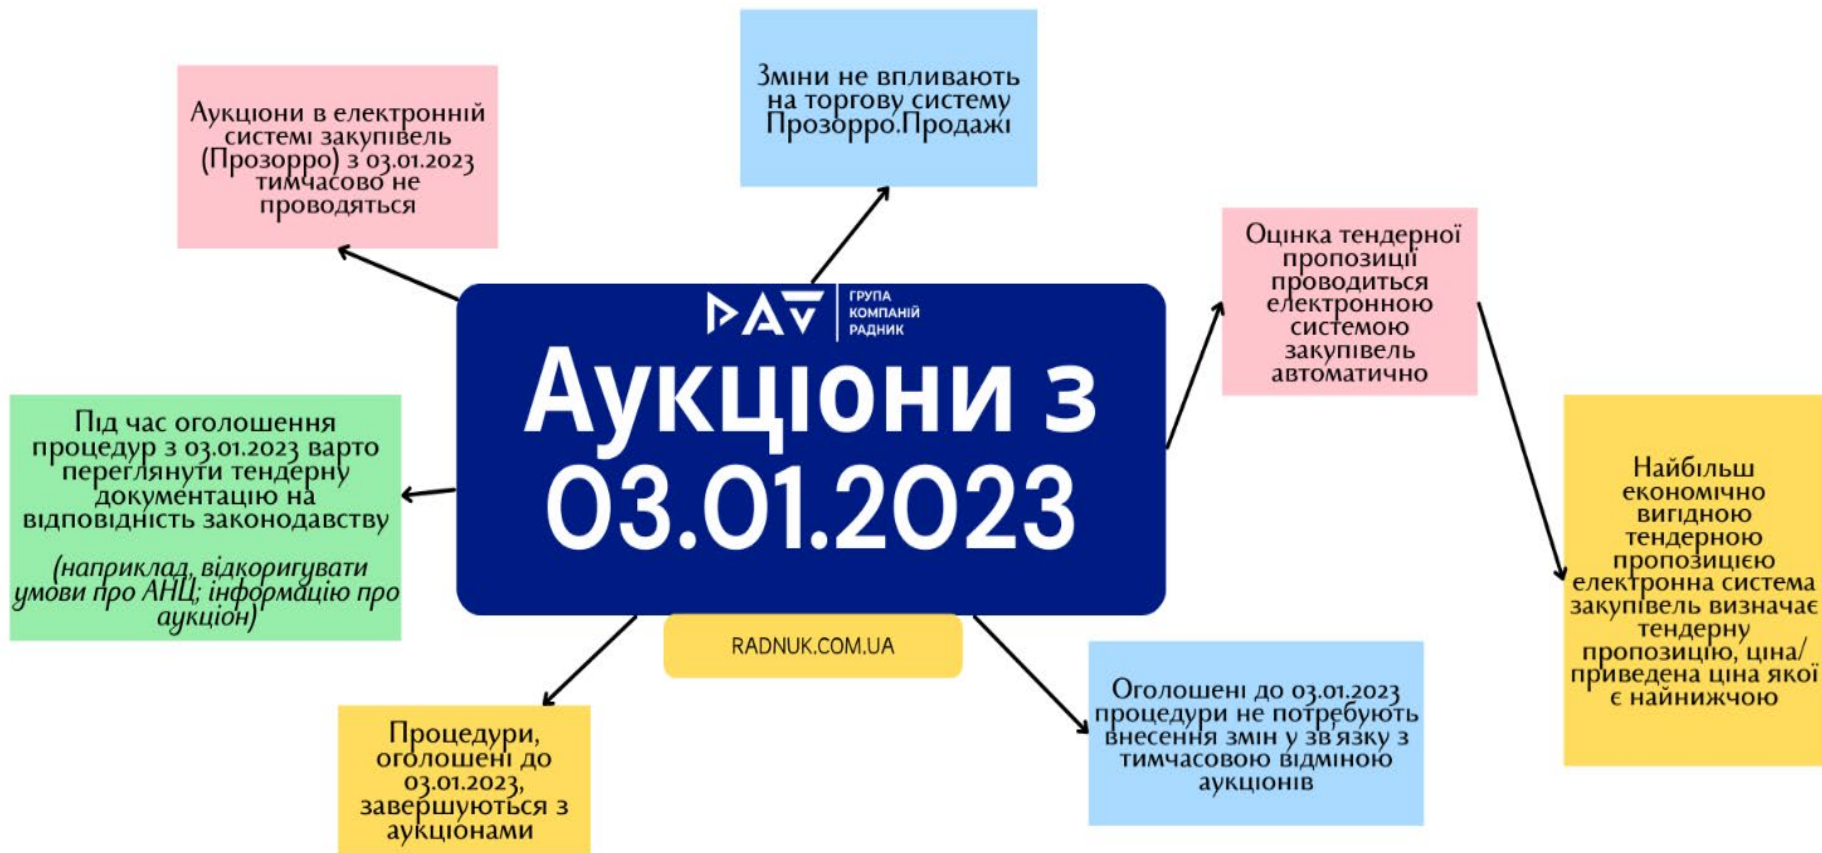 Зміни не впливають
на торгову систему
Прозорро.Продажі
Аукціони в електронній
системі закупівель
(Прозорро) з 03.01.2023
тимчасово не
проводяться
Оцінка тендерної
пропозиції
проводиться
електронною
системою
закупівель
автоматично
ГРУПА
КОМПАНІЙ
РАДНИК
Аукціони з
03.01.2023
RADNUK.COM.UA
Під час оголошення
процедур з 03.01.2023 варто
переглянути тендерну
документацію на
відповідність законодавству
(наприклад, відкоригувати
умови про АНЦ; інформацію про
аукціон)
Найбільш
економічно
вигідною
тендерною
пропозицією
електронна система
закупівель визначає
тендерну
пропозицію, ціна/
приведена ціна якої
є найнижчою
Процедури,
оголошені до
03.01.2023,
завершуються з
аукціонами
Оголошені до 03.01.2023
процедури не потребують
внесення змін у зв'язку з
тимчасовою відміною
аукціонів